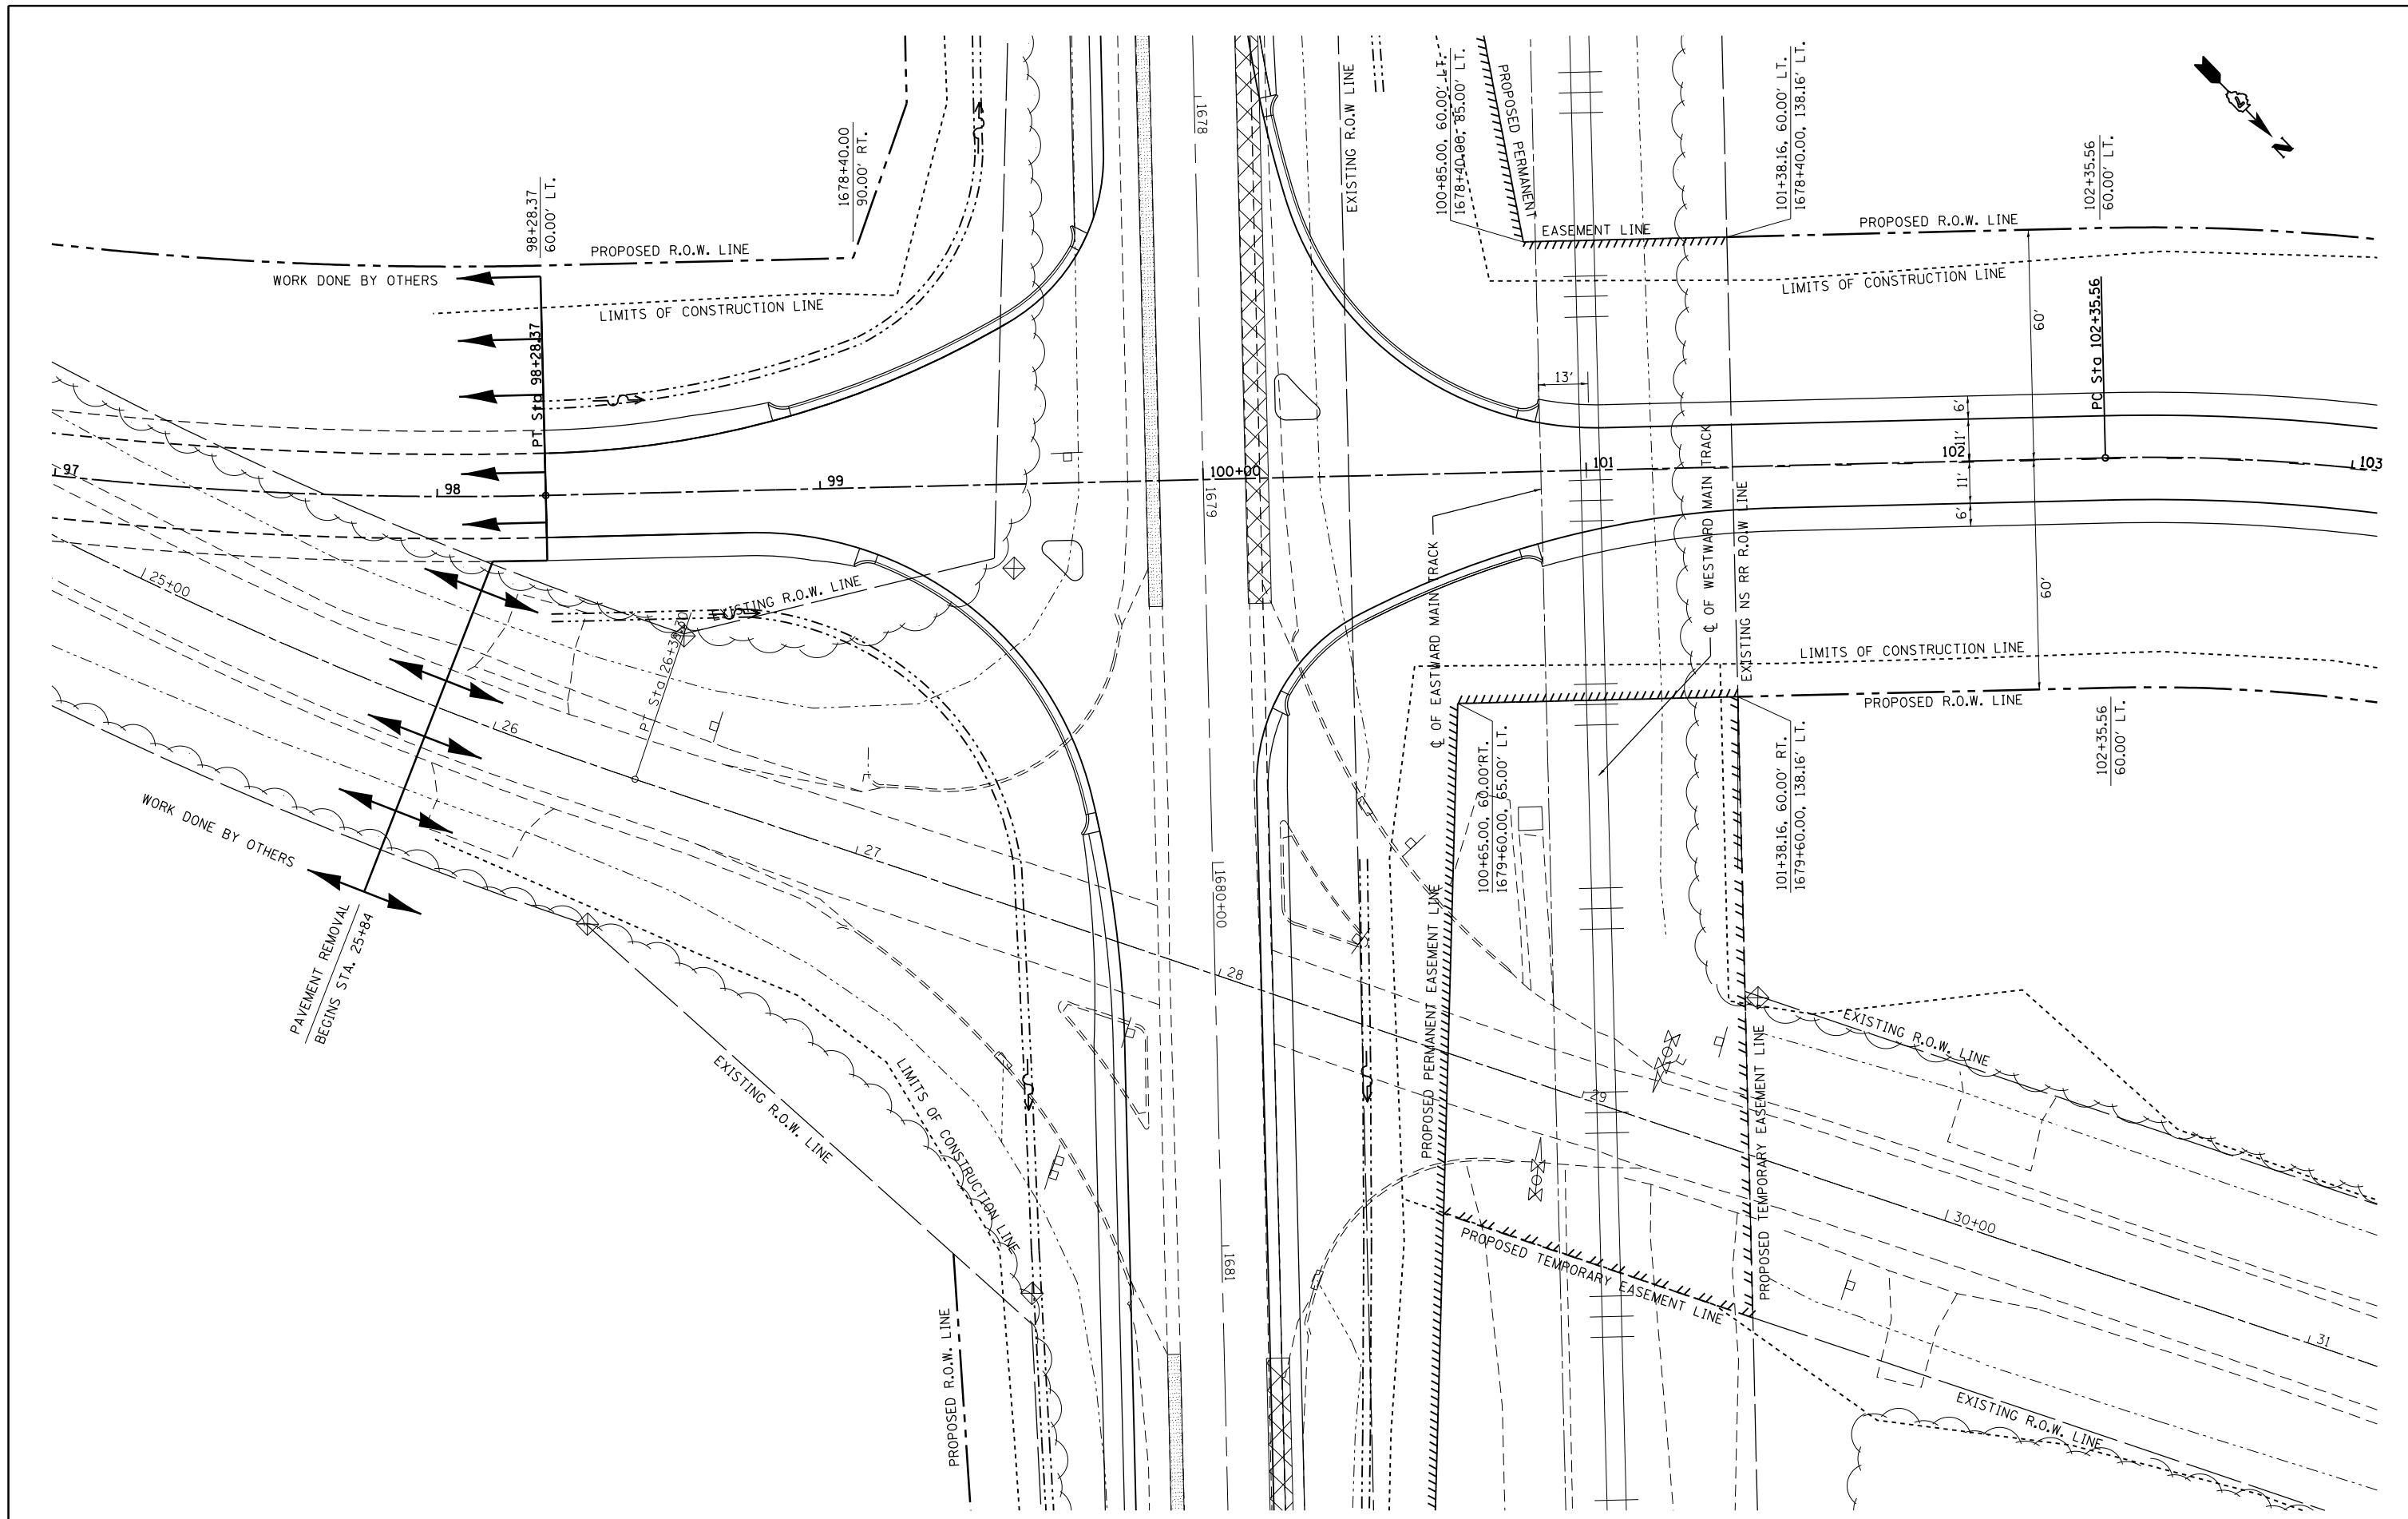 1678
EXISTING R.O.W LINE
PROPOSED PERMANENT
EASEMENT LINE
100+85.00, 60.00' LT.
1678+40.00, 85.00' LT.
101+38.16, 60.00' LT.
1678+40.00, 138.16' LT.
102+35.56
60.00' LT.
N
98+28.37
60.00' LT.
1678+40.00
90.00' RT.
PROPOSED R.O.W. LINE
PROPOSED R.O.W. LINE
WORK DONE BY OTHERS
LIMITS OF CONSTRUCTION LINE
LIMITS OF CONSTRUCTION LINE
PT Sta 98+28.37
PC Sta 102+35.56
60'
13'
6'
11'
11'
6'
60'
97
98
99
100+00
101
102
103
1679
25+00
EXISTING R.O.W. LINE
℄ OF EASTWARD MAIN TRACK
℄ OF WESTWARD MAIN TRACK
EXISTING NS RR R.O.W LINE
LIMITS OF CONSTRUCTION LINE
PROPOSED R.O.W. LINE
26
27
28
29
30+00
31
100+65.00, 60.00'RT.
1679+60.00, 65.00' LT.
101+38.16, 60.00' RT.
1679+60.00, 138.16' LT.
102+35.56
60.00' LT.
WORK DONE BY OTHERS
PAVEMENT REMOVAL
BEGINS STA. 25+84
1680+00
PROPOSED PERMANENT EASEMENT LINE
EXISTING R.O.W. LINE
EXISTING R.O.W. LINE
LIMITS OF CONSTRUCTION LINE
PROPOSED TEMPORARY EASEMENT LINE
PROPOSED TEMPORARY EASEMENT LINE
1681
PROPOSED R.O.W. LINE
EXISTING R.O.W. LINE